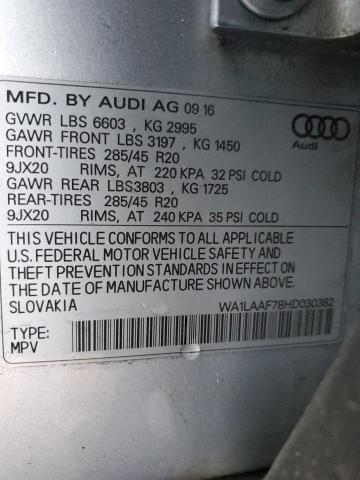 MFD. BY AUDI AG 09 16
GVWR LBS 6603 , KG 2995
GAWR FRONT LBS 3197 , KG 1450
FRONT-TIRES 285/45 R20
9JX20 RIMS, AT 220 KPA 32 PSI COLD
GAWR REAR LBS3803 , KG 1725
REAR-TIRES 285/45 R20
9JX20 RIMS, AT 240 KPA 35 PSI COLD
Audi
THIS VEHICLE CONFORMS TO ALL APPLICABLE
U.S. FEDERAL MOTOR VEHICLE SAFETY AND
THEFT PREVENTION STANDARDS IN EFFECT ON
THE DATE OF MANUFACTURE SHOWN ABOVE.
SLOVAKIA WA1LAAF78HD030382
TYPE:
MPV